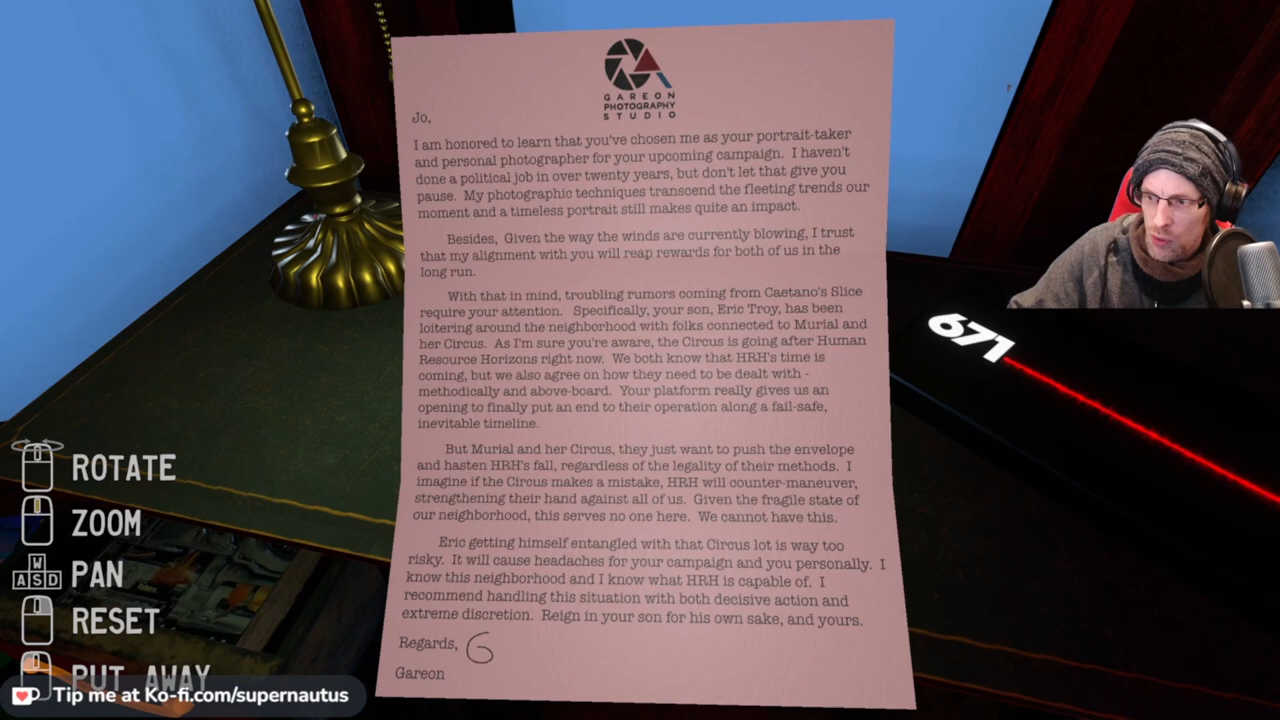 GAREON
PHOTOGRAPHY
STUDIO
Jo,
I am honored to learn that you've chosen me as your portrait-taker
and personal photographer for your upcoming campaign. I haven't
done a political job in over twenty years, but don't let that give you
pause. My photographic techniques transcend the fleeting trends our
moment and a timeless portrait still makes quite an impact.
Besides, Given the way the winds are currently blowing, I trust
that my alignment with you will reap rewards for both of us in the
long run.
With that in mind, troubling rumors coming from Caetano's Slice
require your attention. Specifically, your son, Eric Troy, has been
loitering around the neighborhood with folks connected to Murial and
her Circus. As I'm sure you're aware, the Circus is going after Human
Resource Horizons right now. We both know that HRH's time is
coming, but we also agree on how they need to be dealt with -
methodically and above-board. Your platform really gives us an
opening to finally put an end to their operation along a fail-safe,
inevitable timeline.
But Murial and her Circus, they just want to push the envelope
and hasten HRH's fall, regardless of the legality of their methods. I
imagine if the Circus makes a mistake, HRH will counter-maneuver,
strengthening their hand against all of us. Given the fragile state of
our neighborhood, this serves no one here. We cannot have this.
Eric getting himself entangled with that Circus lot is way too
risky. It will cause headaches for your campaign and you personally. I
know this neighborhood and I know what HRH is capable of. I
recommend handling this situation with both decisive action and
extreme discretion. Reign in your son for his own sake, and yours.
Regards, G
Gareon
671
ROTATE
ZOOM
W
A S D PAN
RESET
PUT AWAY
Tip me at Ko-fi.com/supernautus